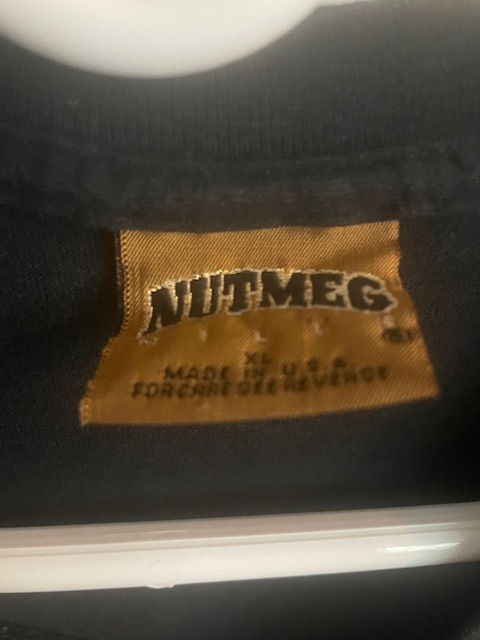 NUTMEG
XL
MADE IN U.S.A.
FOR CARE SEE REVERSE